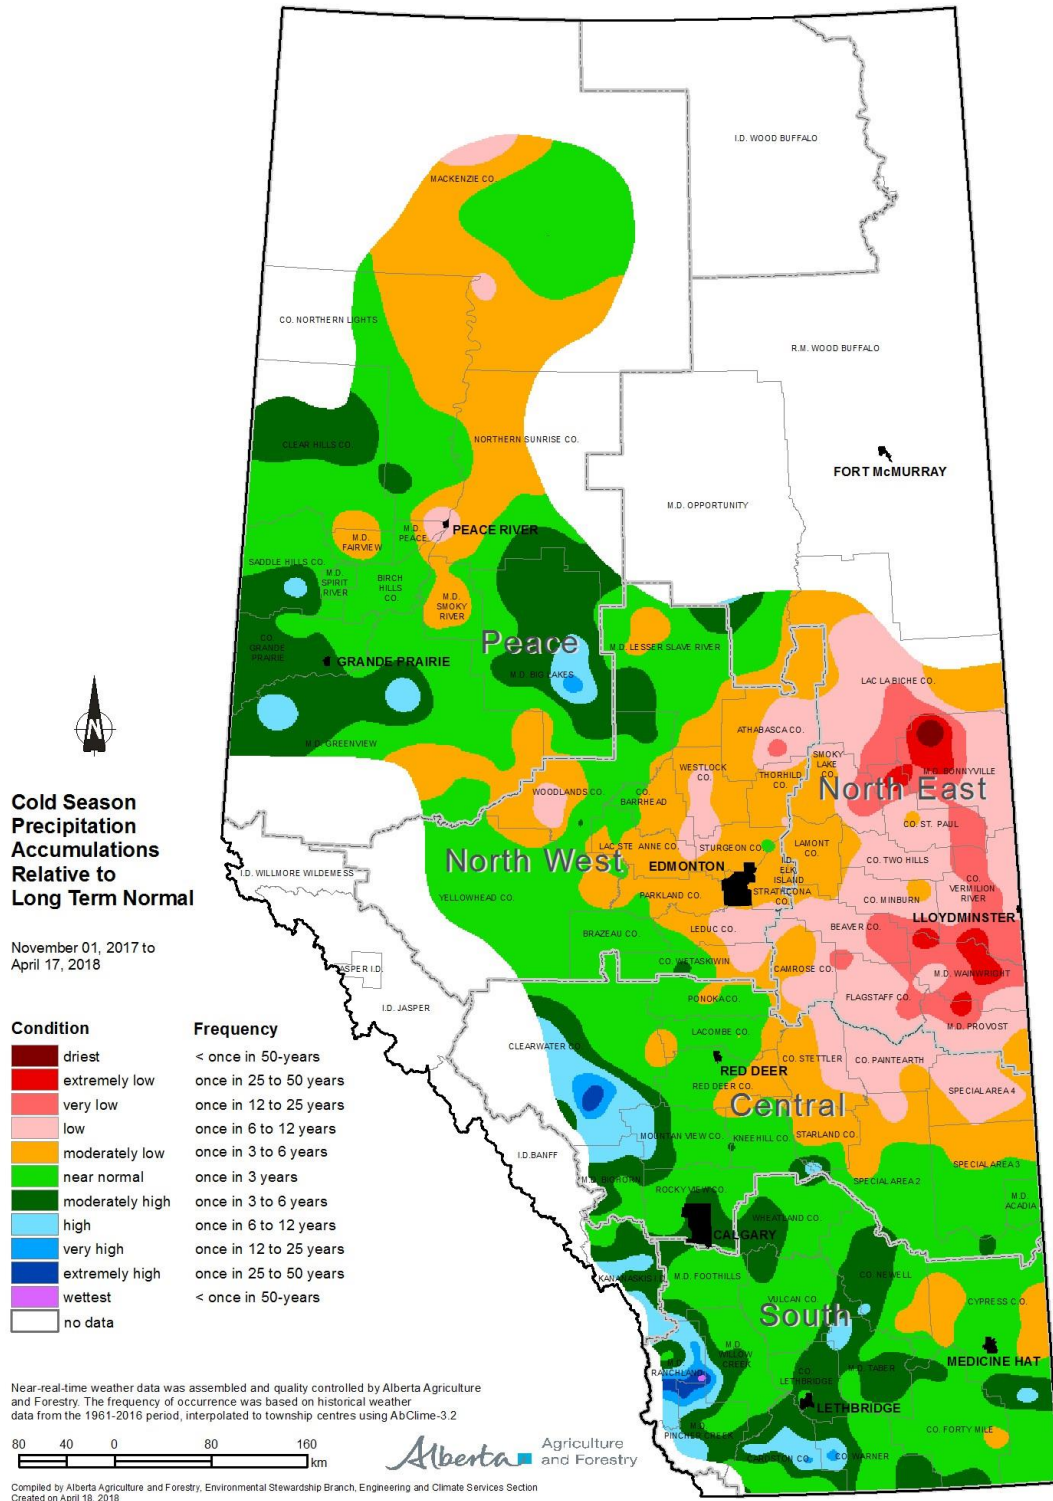 I.D. WOOD BUFFALO
MACKENZIE CO.
CO. NORTHERN LIGHTS
R.M. WOOD BUFFALO
CLEAR HILLS CO.
NORTHERN SUNRISE CO.
FORT McMURRAY
M.D. OPPORTUNITY
M.D.
PEACE
PEACE RIVER
M.D.
FAIRVIEW
SADDLE HILLS CO.
M.D.
SPIRIT
RIVER
BIRCH
HILLS
CO.
M.D.
SMOKY
RIVER
Peace
CO.
GRANDE
PRAIRIE
GRANDE PRAIRIE
M.D. LESSER SLAVE RIVER
M.D. BIG LAKES
LAC LA BICHE CO.
M.D. GREENVIEW
ATHABASCA CO.
SMOKY
LAKE
CO.
WESTLOCK
CO.
THORHILD
CO.
M.D. BONNYVILLE
North East
WOODLANDS CO.
CO.
BARRHEAD
CO. ST. PAUL
LAC STE ANNE CO.
STURGEON CO.
LAMONT
CO.
North West
EDMONTON
I.D.
ELK
ISLAND
CO. TWO HILLS
I.D. WILLMORE WILDERNESS
YELLOWHEAD CO.
PARKLAND CO.
STRATHCONA
CO.
CO.
VERMILION
RIVER
CO. MINBURN
LLOYDMINSTER
BRAZEAU CO.
LEDUC CO.
BEAVER CO.
CO. WETASKIWIN
CAMROSE CO.
M.D. WAINWRIGHT
JASPER I.D.
I.D. JASPER
PONOKA CO.
FLAGSTAFF CO.
M.D. PROVOST
CLEARWATER CO.
LACOMBE CO.
CO. STETTLER
CO. PAINTEARTH
RED DEER
RED DEER CO.
SPECIAL AREA 4
Central
MOUNTAIN VIEW CO.
KNEEHILL CO.
STARLAND CO.
I.D. BANFF
SPECIAL AREA 3
M.D. BIGHORN
ROCKY VIEW CO.
SPECIAL AREA 2
M.D.
ACADIA
WHEATLAND CO.
CALGARY
KANANASKIS I.D.
M.D. FOOTHILLS
CO. NEWELL
VULCAN CO.
CYPRESS CO.
South
M.D.
WILLOW
CREEK
M.D.
RANCHLAND
MEDICINE HAT
M.D. TABER
CO.
LETHBRIDGE
LETHBRIDGE
M.D.
PINCHER CREEK
CO. FORTY MILE
CARDSTON CO.
CO. WARNER
N
Cold Season
Precipitation
Accumulations
Relative to
Long Term Normal
November 01, 2017 to
April 17, 2018
Condition Frequency
driest < once in 50-years
extremely low once in 25 to 50 years
very low once in 12 to 25 years
low once in 6 to 12 years
moderately low once in 3 to 6 years
near normal once in 3 years
moderately high once in 3 to 6 years
high once in 6 to 12 years
very high once in 12 to 25 years
extremely high once in 25 to 50 years
wettest < once in 50-years
no data
Near-real-time weather data was assembled and quality controlled by Alberta Agriculture
and Forestry. The frequency of occurrence was based on historical weather
data from the 1961-2016 period, interpolated to township centres using AbClime-3.2
80 40 0 80 160
km
Alberta Agriculture
and Forestry
Compiled by Alberta Agriculture and Forestry, Environmental Stewardship Branch, Engineering and Climate Services Section
Created on April 18, 2018